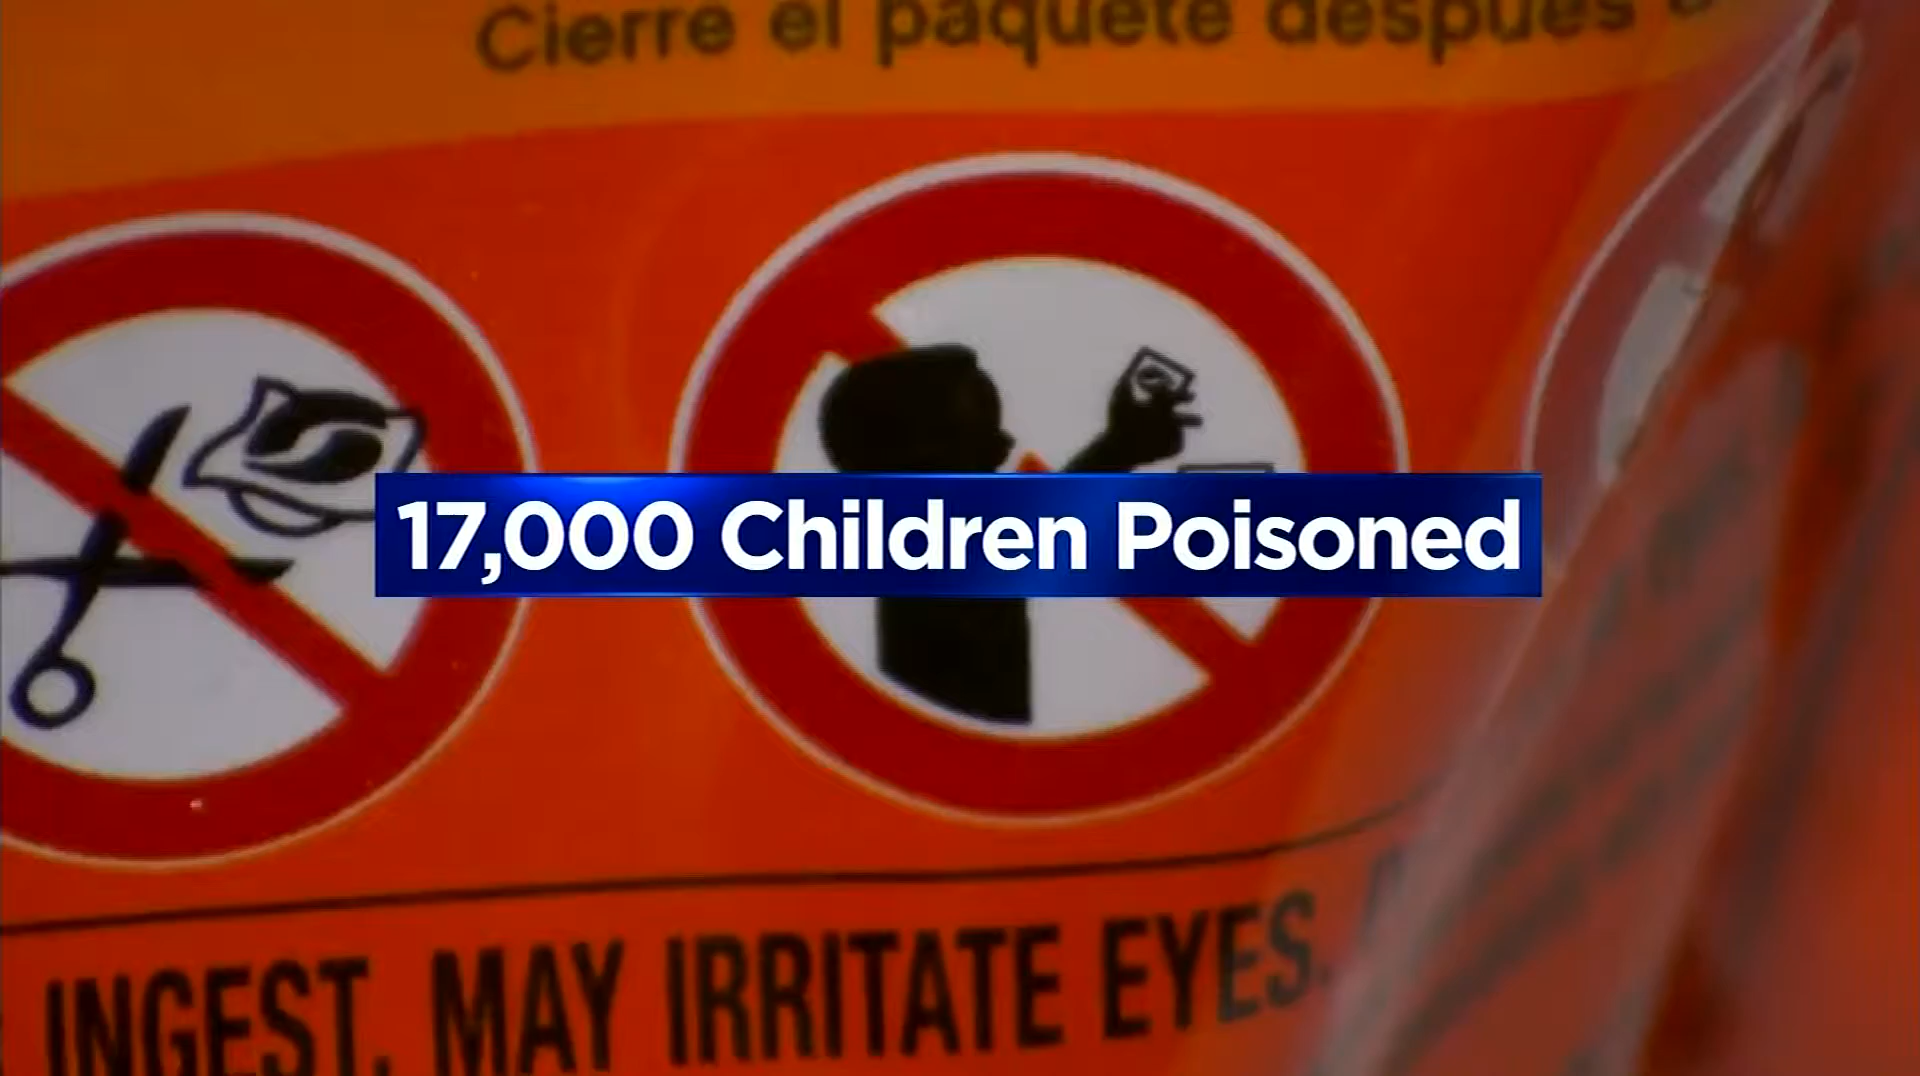 Cierre el paquete después
17,000 Children Poisoned
INGEST. MAY IRRITATE EYES.